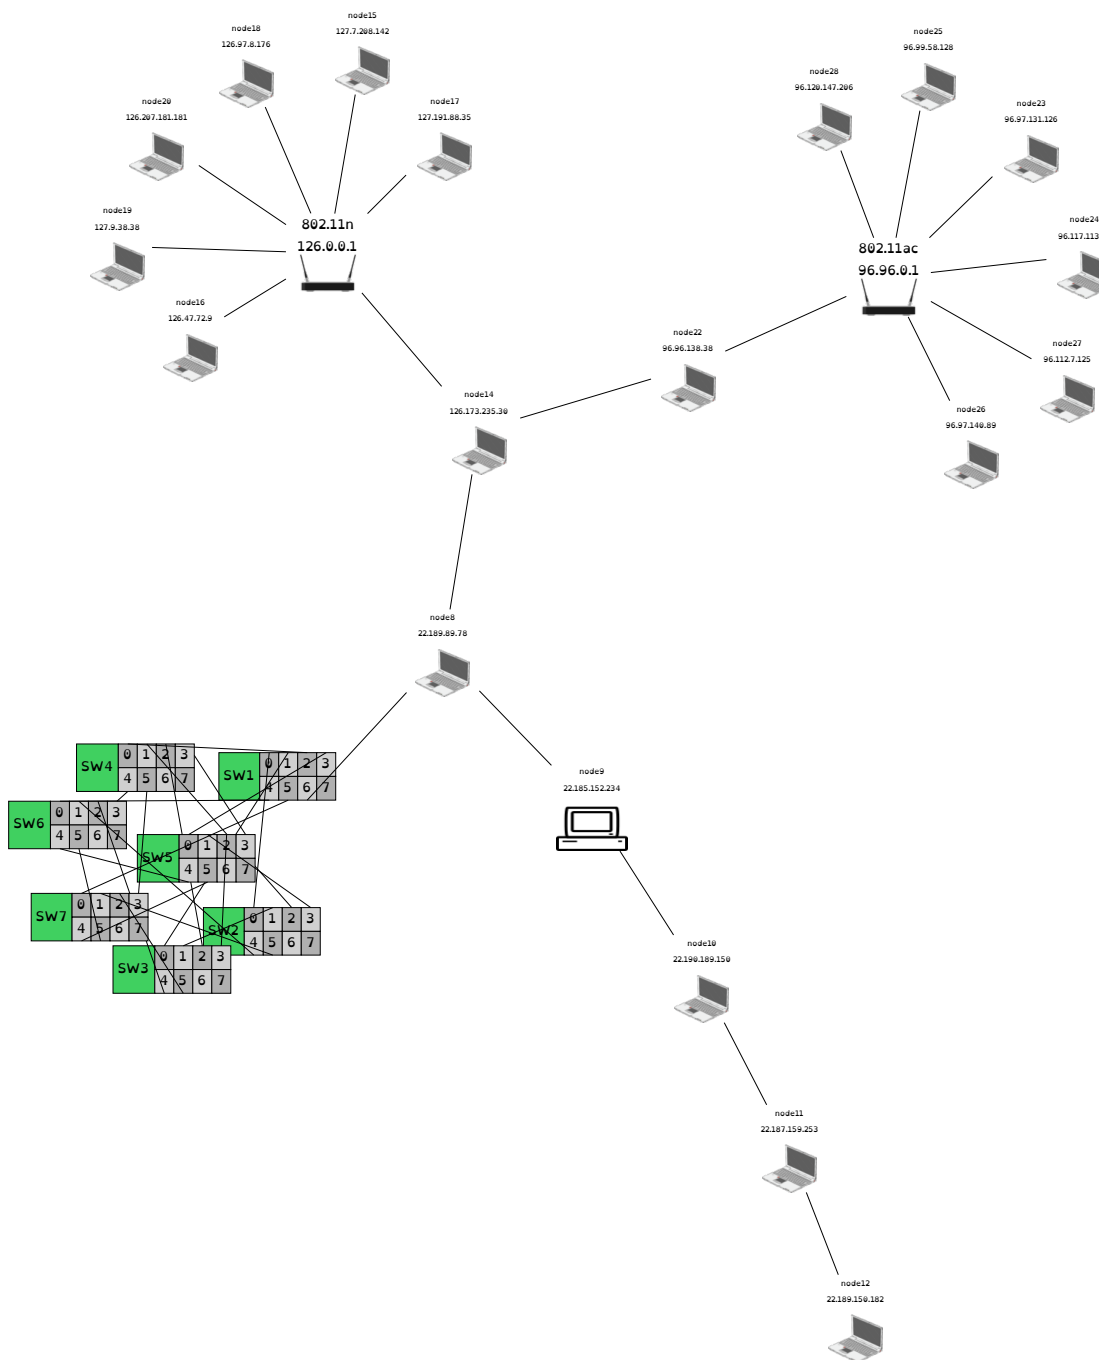 node15
127.7.208.142
node18
126.97.8.176
node25
96.99.58.128
node28
96.120.147.206
node20
126.207.181.181
node17
127.191.88.35
node23
96.97.131.126
node19
127.9.38.38
802.11n
126.0.0.1
node24
96.117.113
802.11ac
96.96.0.1
node16
126.47.72.9
node22
96.96.138.38
node27
96.112.7.125
node14
126.173.235.30
node26
96.97.140.89
node8
22.189.89.78
node9
22.185.152.234
SW4
0 1 2 3
4 5 6 7
SW1
0 1 2 3
4 5 6 7
SW6
0 1 2 3
4 5 6 7
SW5
0 1 2 3
4 5 6 7
SW7
0 1 2 3
4 5 6 7
SW2
0 1 2 3
4 5 6 7
SW3
0 1 2 3
4 5 6 7
node10
22.190.189.150
node11
22.187.159.253
node12
22.189.150.182